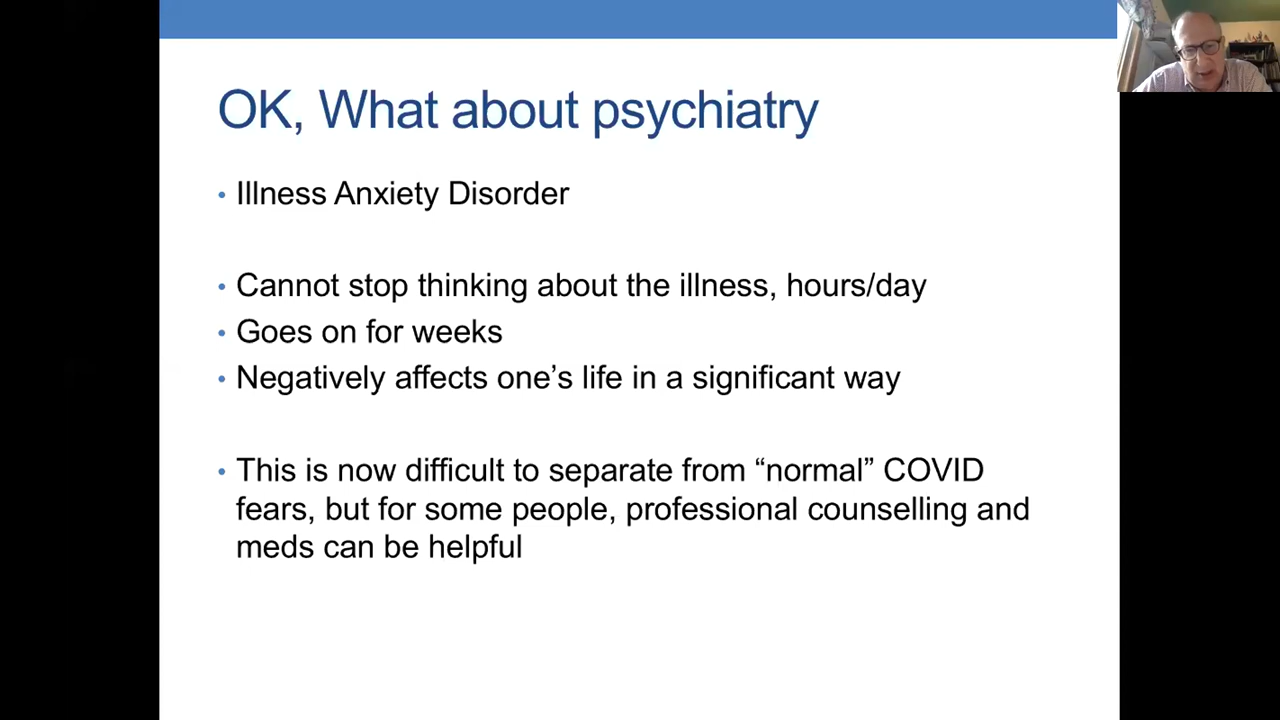 OK, What about psychiatry
• Illness Anxiety Disorder
• Cannot stop thinking about the illness, hours/day
• Goes on for weeks
• Negatively affects one’s life in a significant way
• This is now difficult to separate from “normal” COVID
fears, but for some people, professional counselling and
meds can be helpful